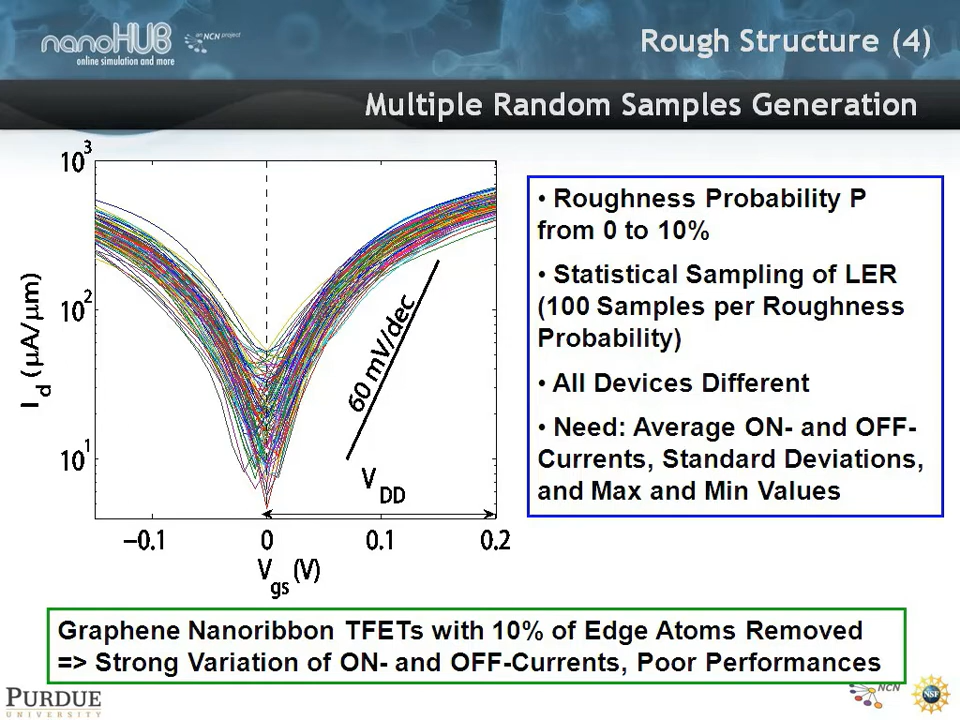 nanoHUB
an NCN project
online simulation and more
Rough Structure (4)
Multiple Random Samples Generation
10³
10²
10¹
I_d (μA/μm)
60 mV/dec
V_DD
−0.1
0
0.1
0.2
V_gs (V)
• Roughness Probability P
from 0 to 10%
• Statistical Sampling of LER
(100 Samples per Roughness
Probability)
• All Devices Different
• Need: Average ON- and OFF-
Currents, Standard Deviations,
and Max and Min Values
Graphene Nanoribbon TFETs with 10% of Edge Atoms Removed
=> Strong Variation of ON- and OFF-Currents, Poor Performances
PURDUE
UNIVERSITY
NCN
NSF